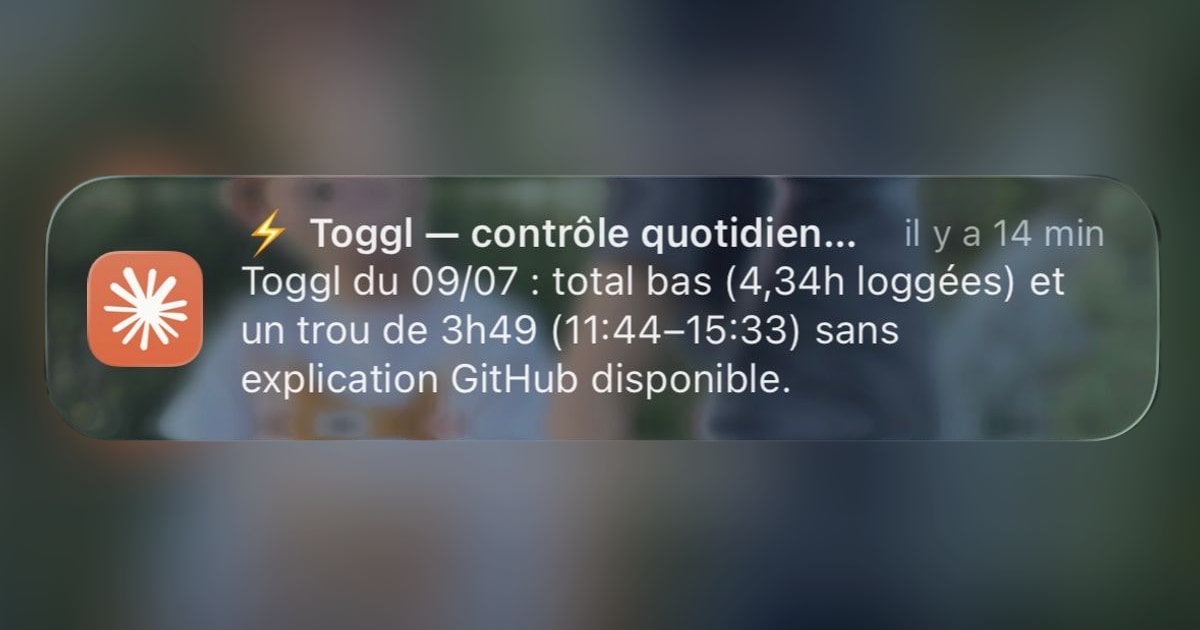 ⚡ Toggl — contrôle quotidien... il y a 14 min
Toggl du 09/07 : total bas (4,34h loggées) et
un trou de 3h49 (11:44–15:33) sans
explication GitHub disponible.